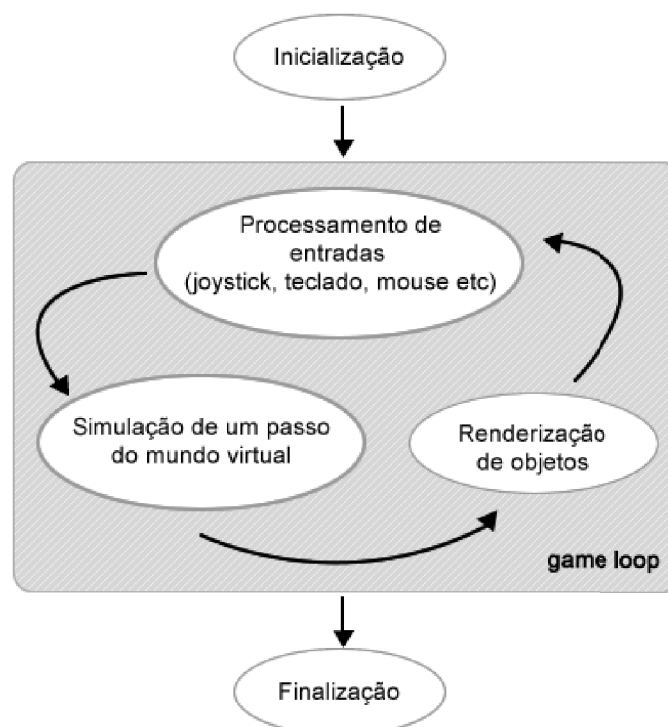 Inicialização
Processamento de
entradas
(joystick, teclado, mouse etc)
Simulação de um passo
do mundo virtual
Renderização
de objetos
game loop
Finalização